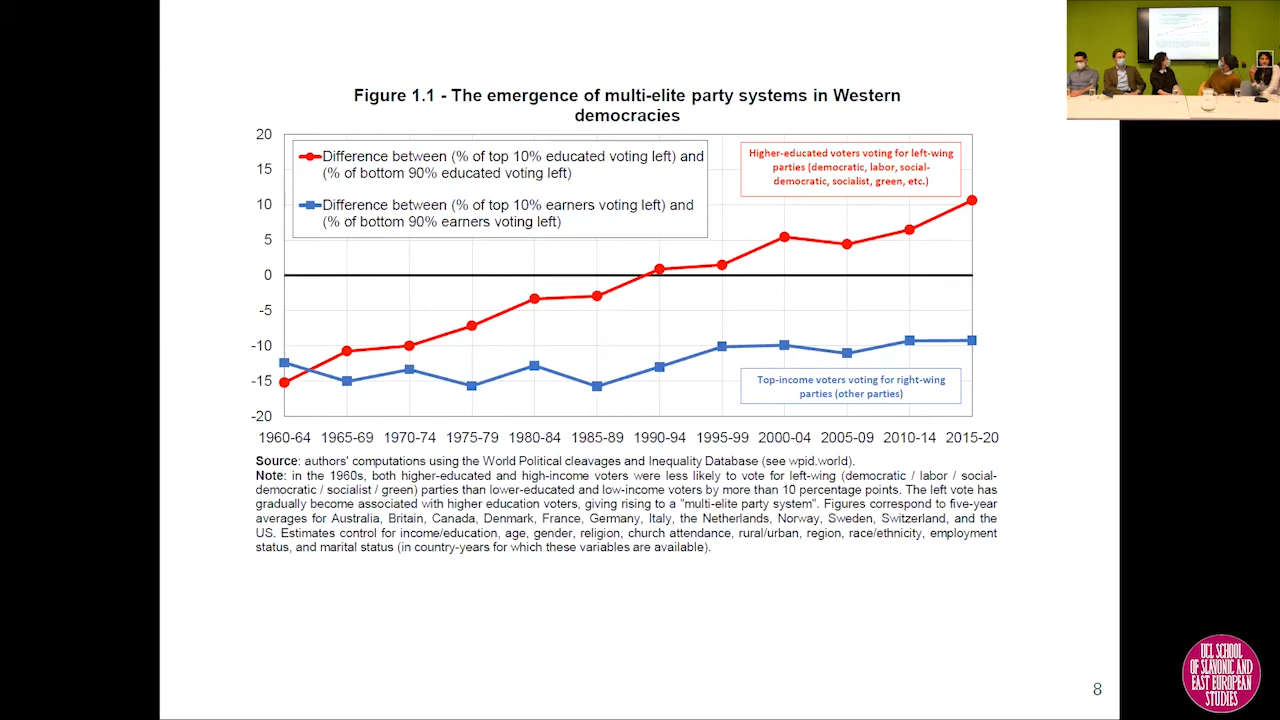 Figure 1.1 - The emergence of multi-elite party systems in Western
democracies
Difference between (% of top 10% educated voting left) and
(% of bottom 90% educated voting left)
Difference between (% of top 10% earners voting left) and
(% of bottom 90% earners voting left)
Higher-educated voters voting for left-wing
parties (democratic, labor, social-
democratic, socialist, green, etc.)
Top-income voters voting for right-wing
parties (other parties)
20
15
10
5
0
-5
-10
-15
-20
1960-64 1965-69 1970-74 1975-79 1980-84 1985-89 1990-94 1995-99 2000-04 2005-09 2010-14 2015-20
Source: authors' computations using the World Political cleavages and Inequality Database (see wpid.world).
Note: in the 1960s, both higher-educated and high-income voters were less likely to vote for left-wing (democratic / labor / social-
democratic / socialist / green) parties than lower-educated and low-income voters by more than 10 percentage points. The left vote has
gradually become associated with higher education voters, giving rising to a "multi-elite party system". Figures correspond to five-year
averages for Australia, Britain, Canada, Denmark, France, Germany, Italy, the Netherlands, Norway, Sweden, Switzerland, and the
US. Estimates control for income/education, age, gender, religion, church attendance, rural/urban, region, race/ethnicity, employment
status, and marital status (in country-years for which these variables are available).
8
UCL SCHOOL
OF SLAVONIC AND
EAST EUROPEAN
STUDIES